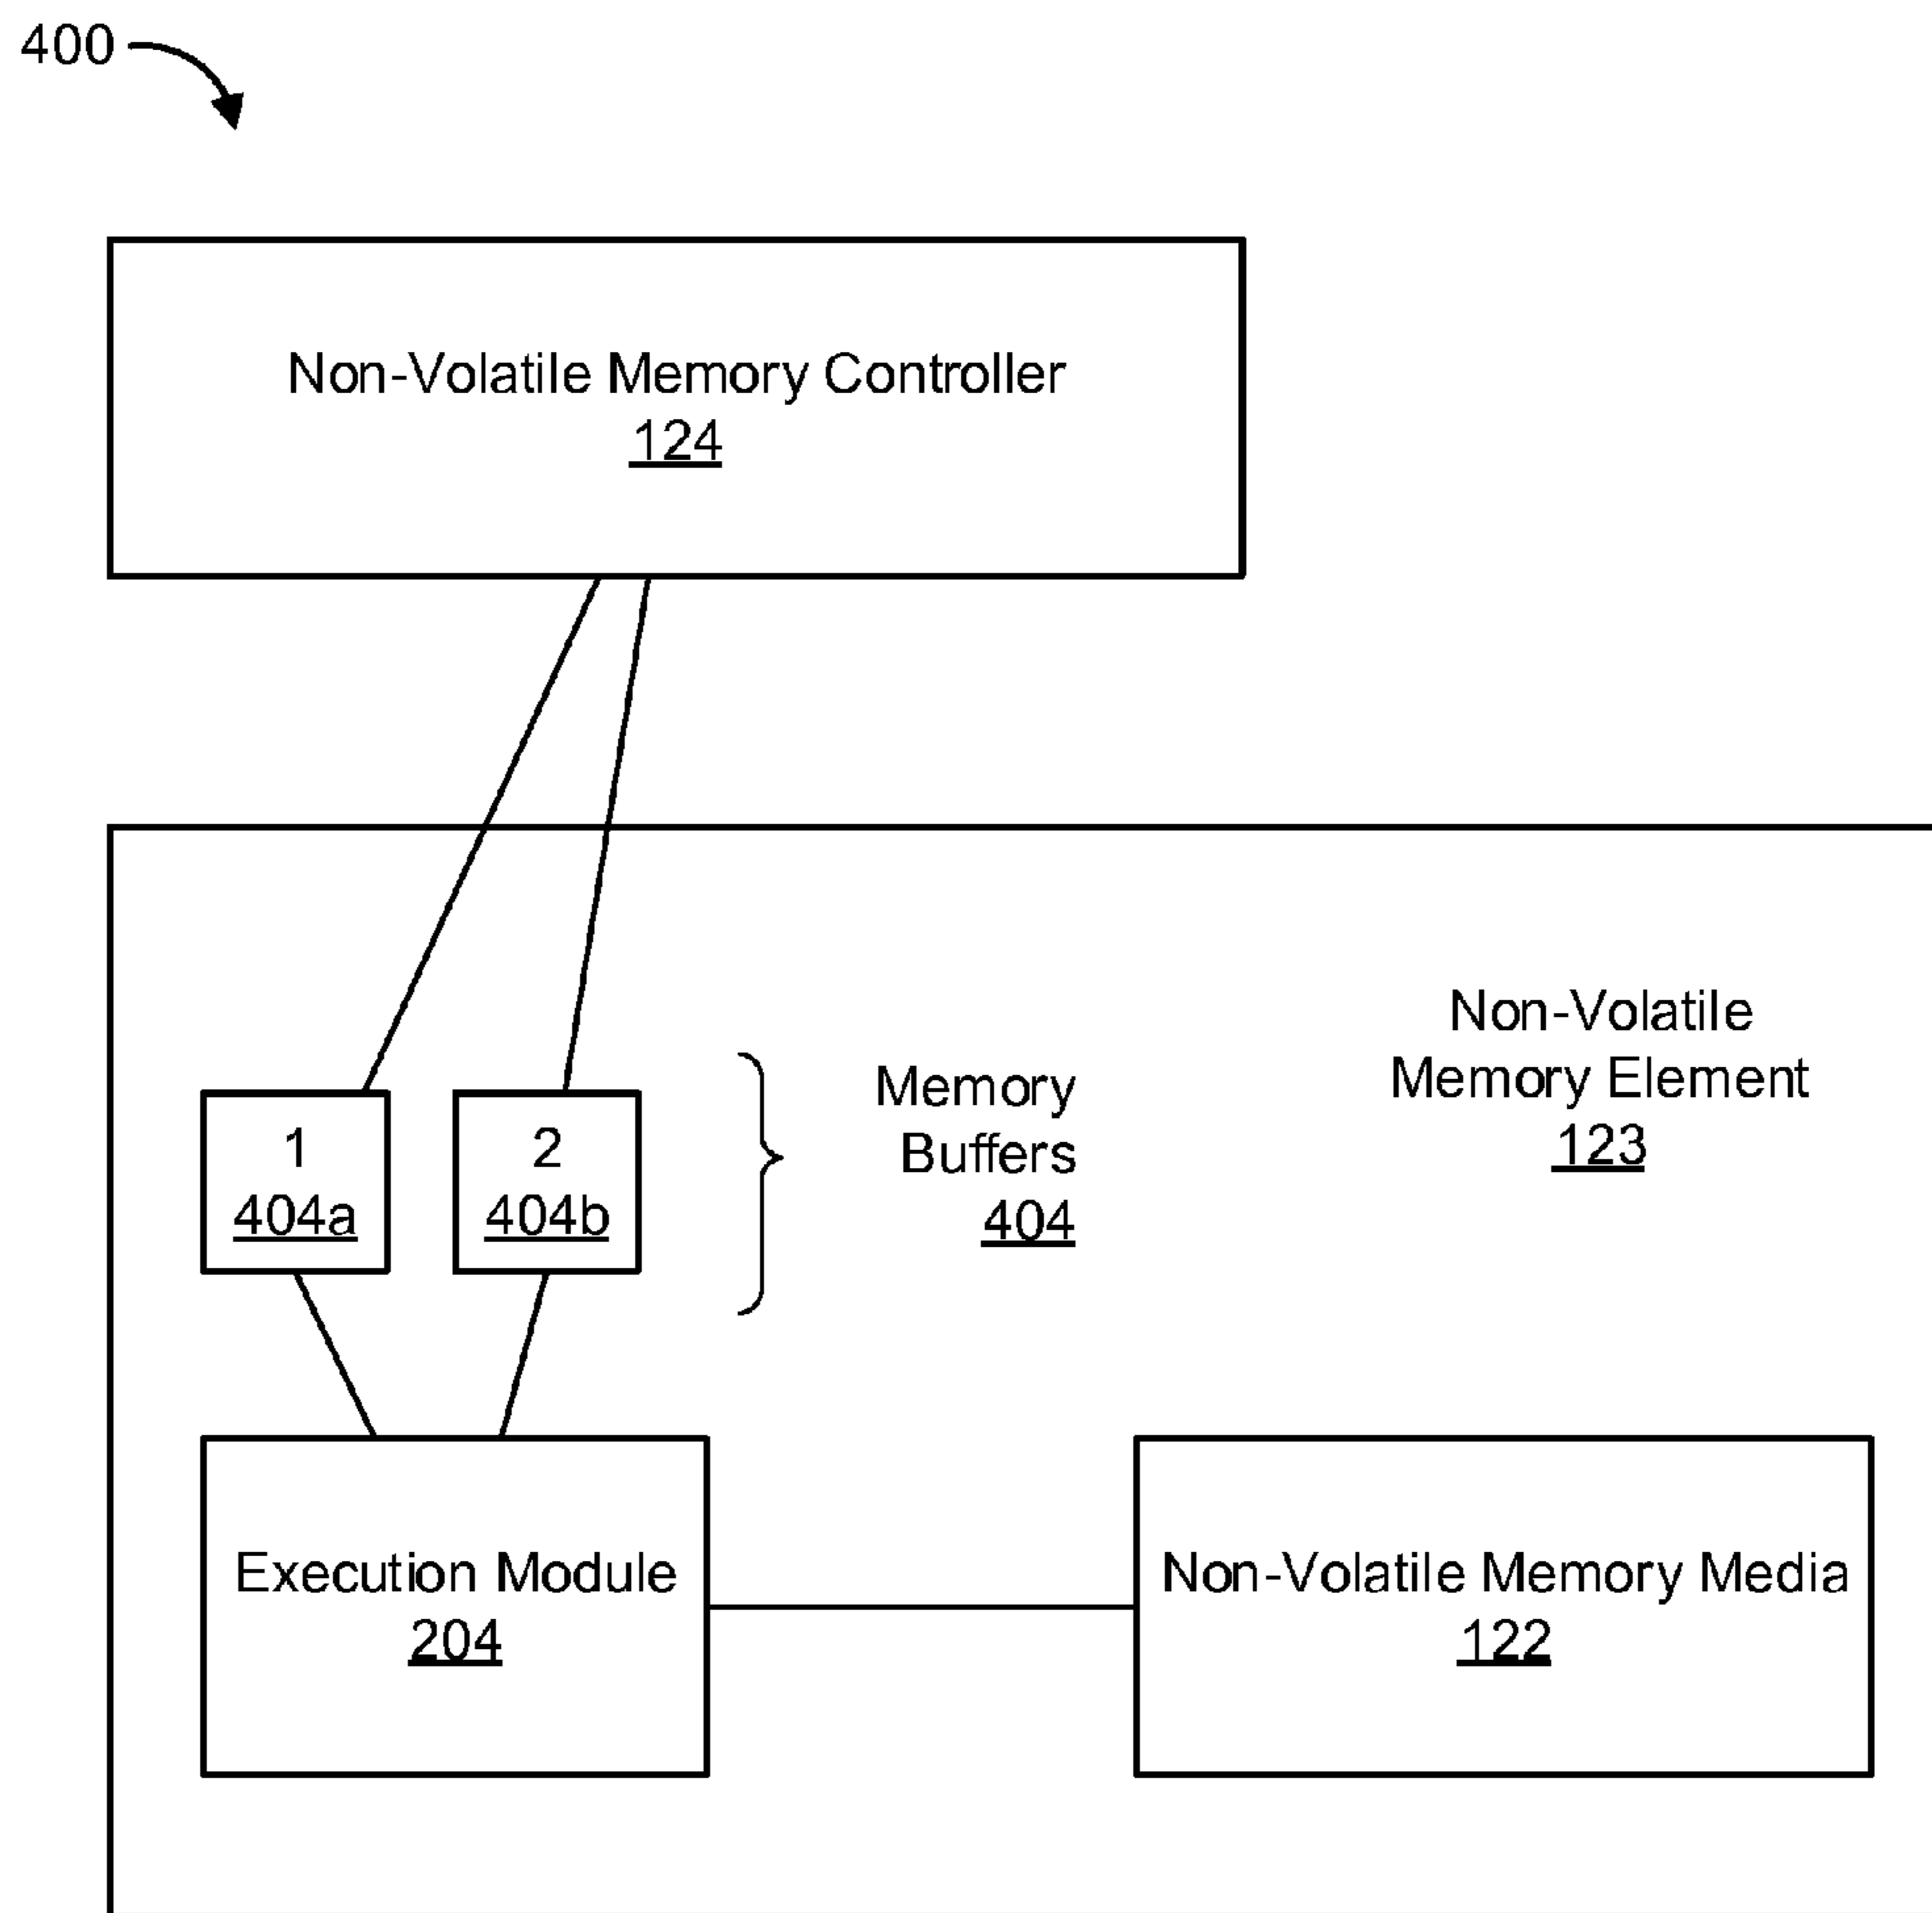 400
Non-Volatile Memory Controller
124
Non-Volatile
Memory Element
123
Memory
Buffers
404
1
404a
2
404b
Execution Module
204
Non-Volatile Memory Media
122